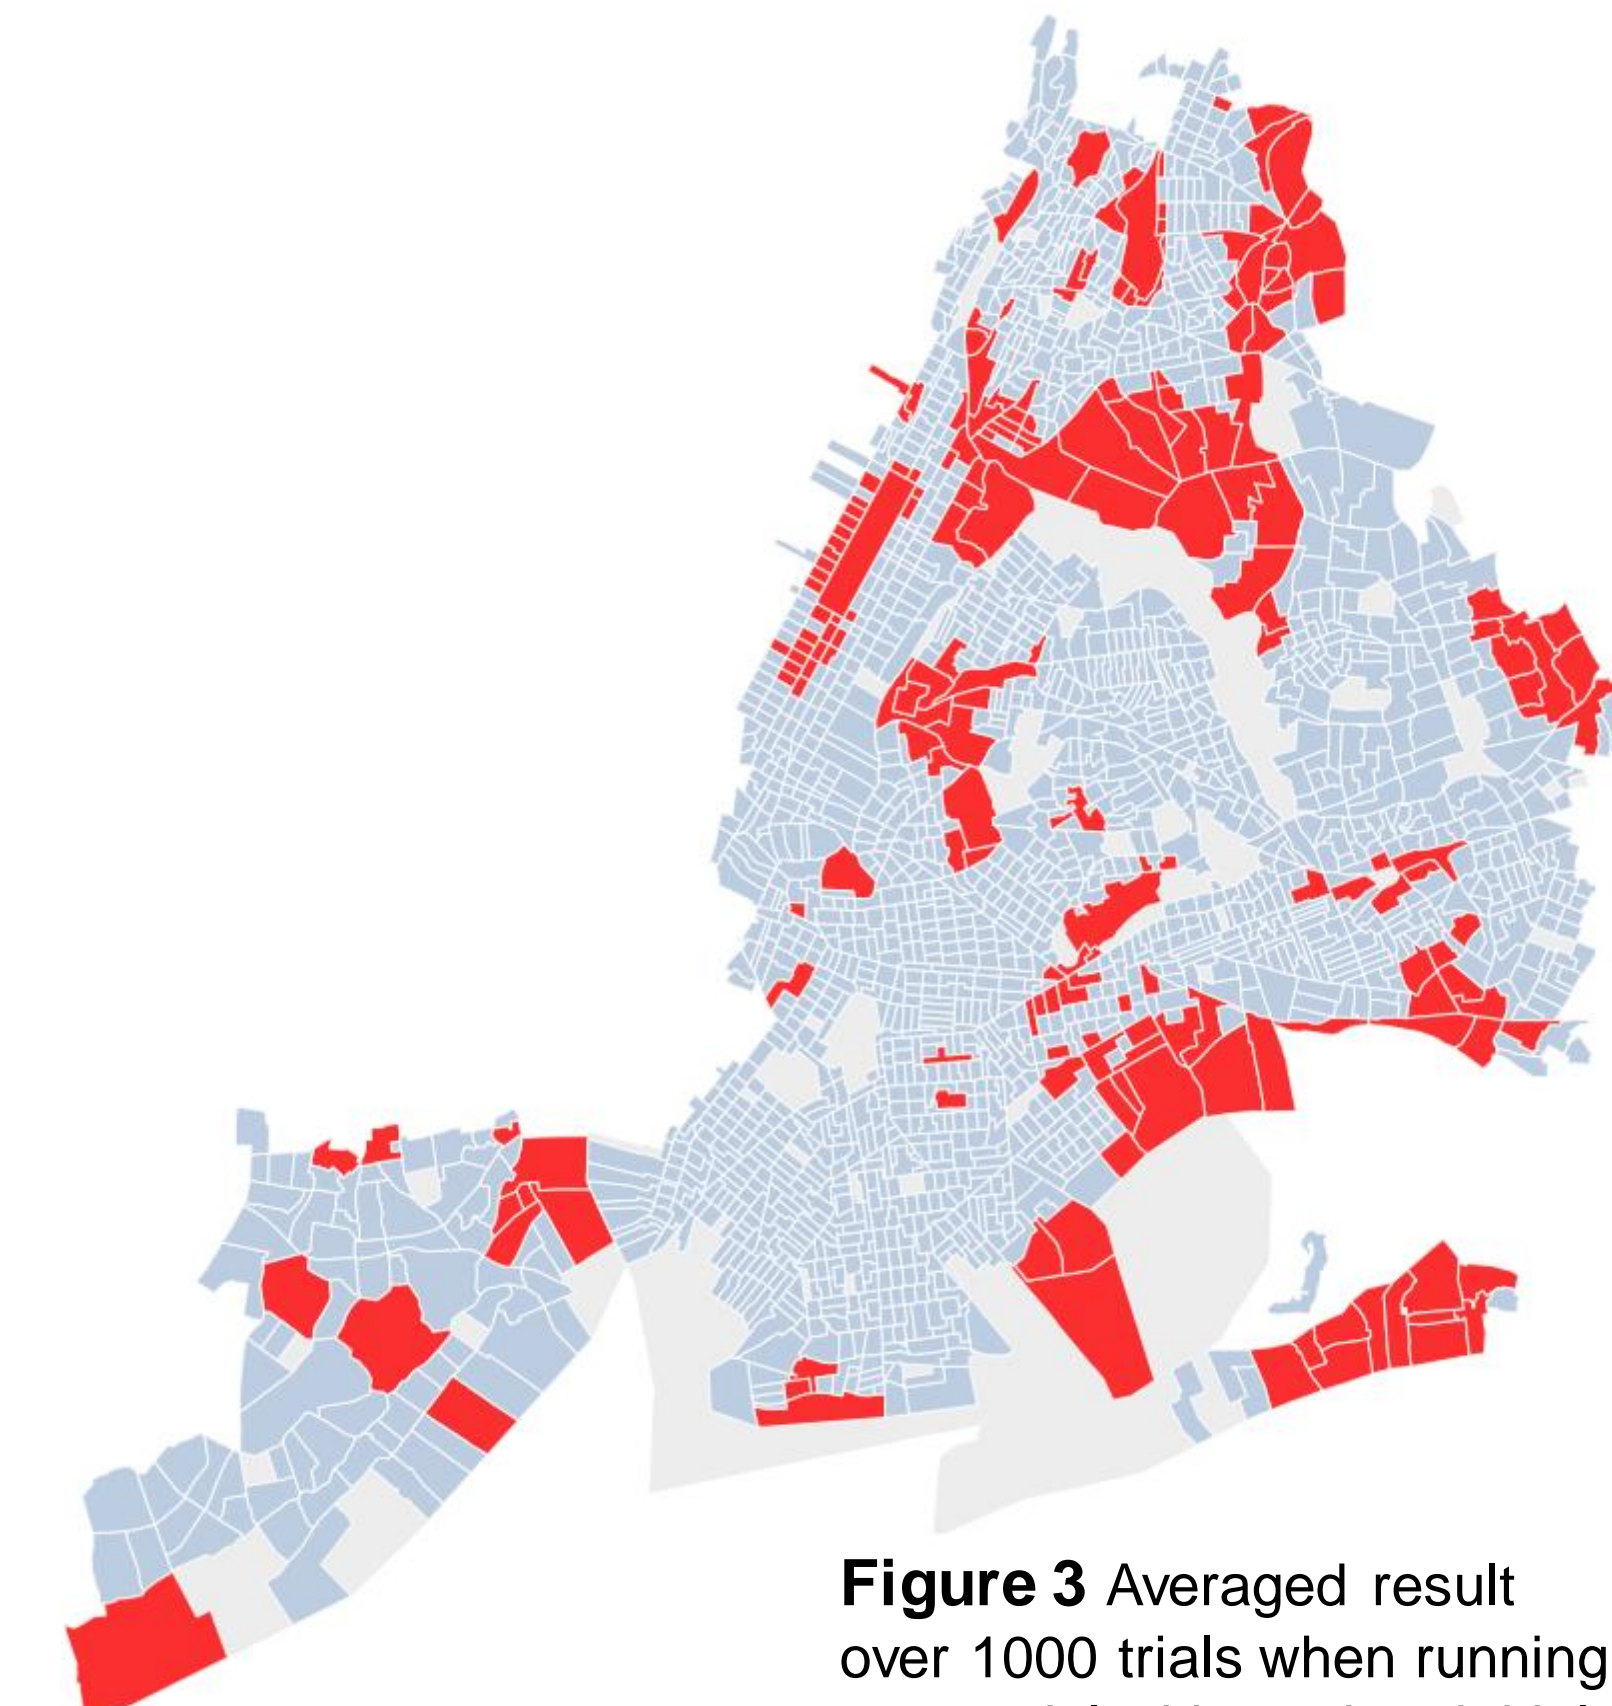 Figure 3 Averaged result
over 1000 trials when running